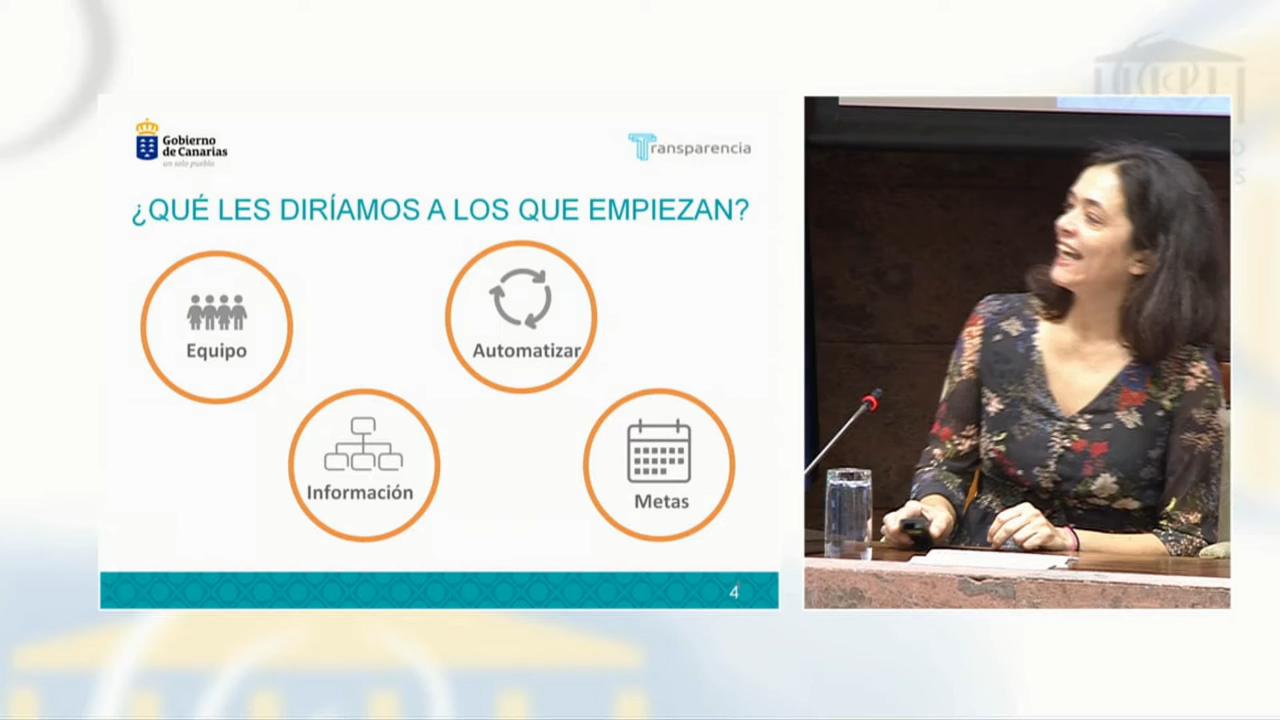 Gobierno
de Canarias
un solo pueblo
Transparencia
¿QUÉ LES DIRÍAMOS A LOS QUE EMPIEZAN?
Equipo
Automatizar
Información
Metas
4